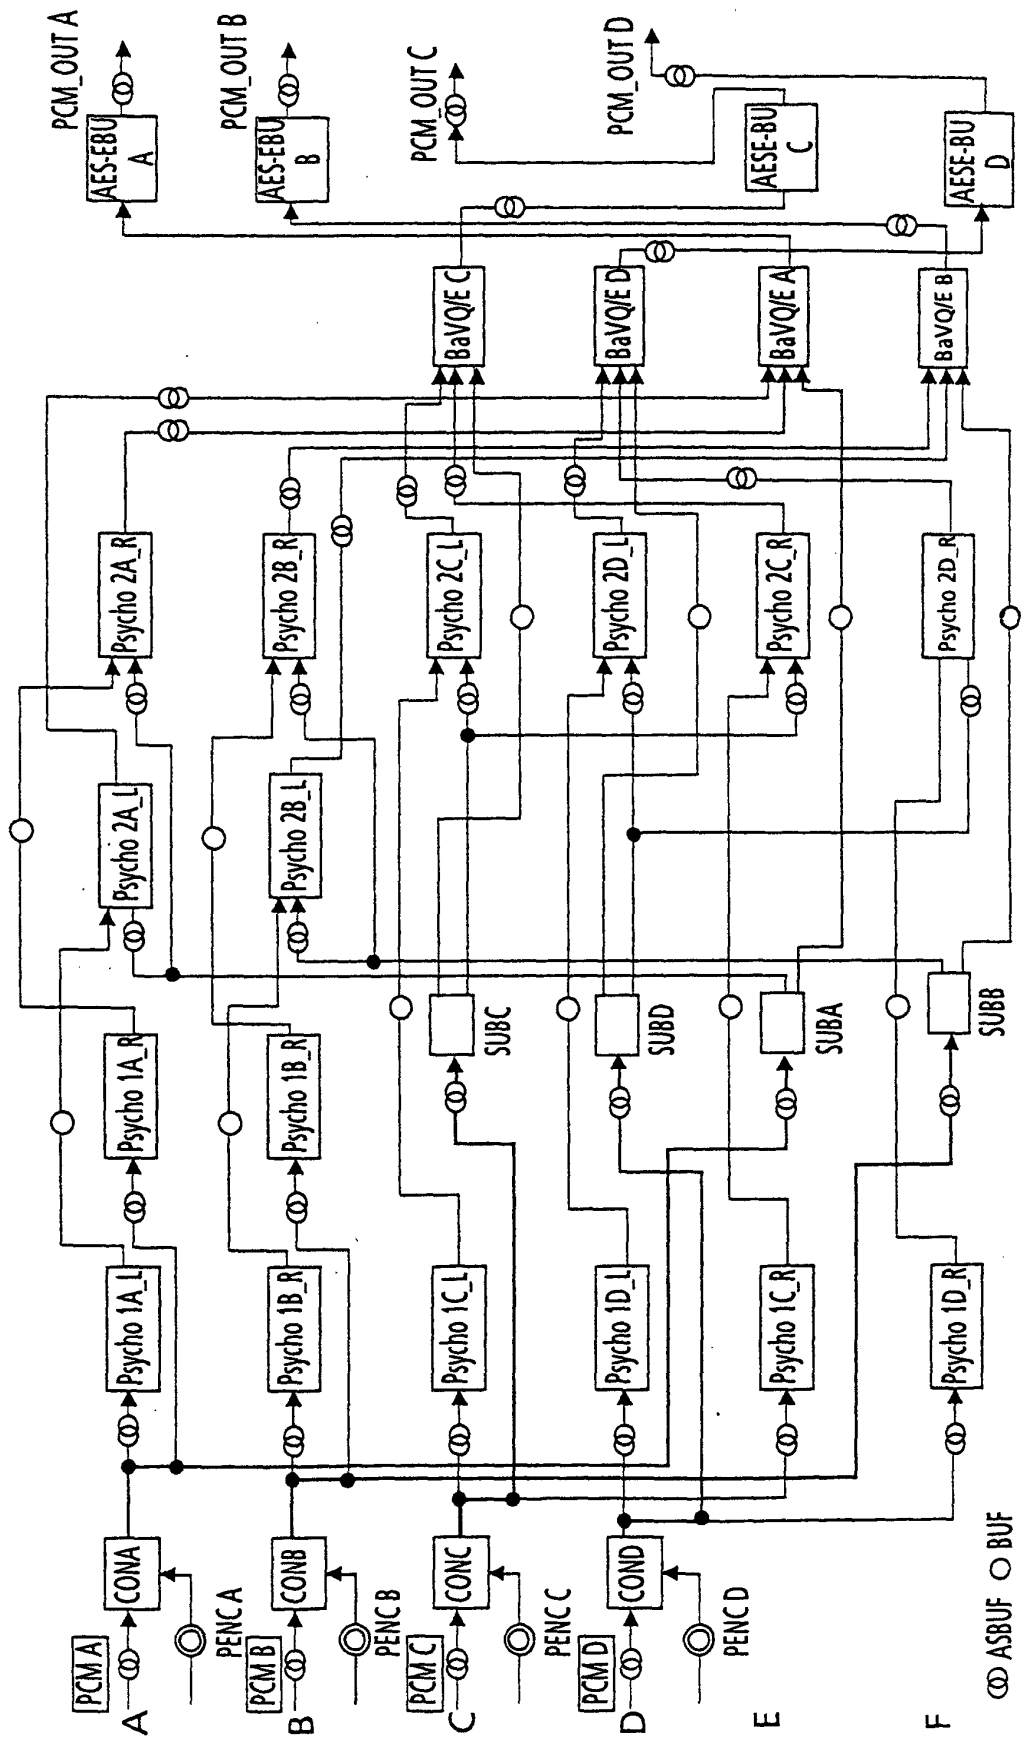 A
PCM A
PENC A
CONA
Psycho 1A_L
Psycho 1A_R
Psycho 2A_L
Psycho 2A_R
AES-EBU
A
PCM_OUT A
B
PCM B
PENC B
CONB
Psycho 1B_R
Psycho 1B_R
Psycho 2B_L
Psycho 2B_R
AES-EBU
B
PCM_OUT B
C
PCM C
PENC C
CONC
Psycho 1C_L
SUBC
Psycho 2C_L
BaVQ/E C
PCM_OUT C
D
PCM D
PENC D
COND
Psycho 1D_L
SUBD
Psycho 2D_L
BaVQ/E D
PCM_OUT D
E
Psycho 1C_R
SUBA
Psycho 2C_R
BaVQ/E A
AESE-BU
C
F
Psycho 1D_R
SUBB
Psycho 2D_R
BaVQ/E B
AESE-BU
D
ASBUF
BUF